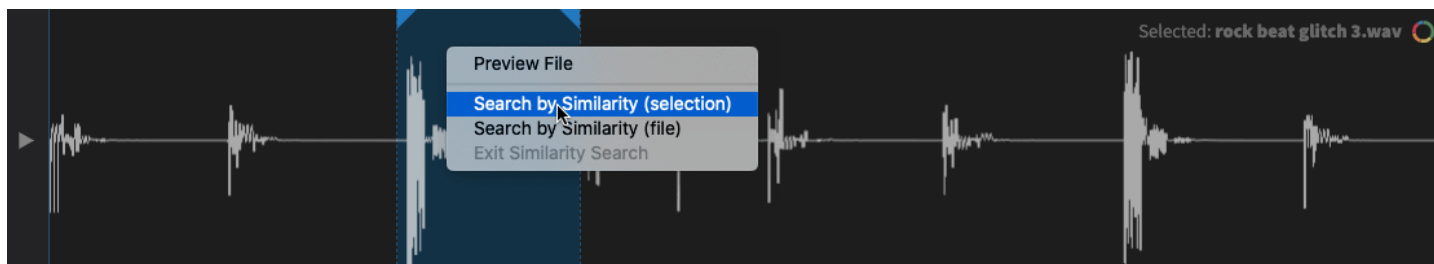 Selected: rock beat glitch 3.wav
Preview File
Search by Similarity (selection)
Search by Similarity (file)
Exit Similarity Search